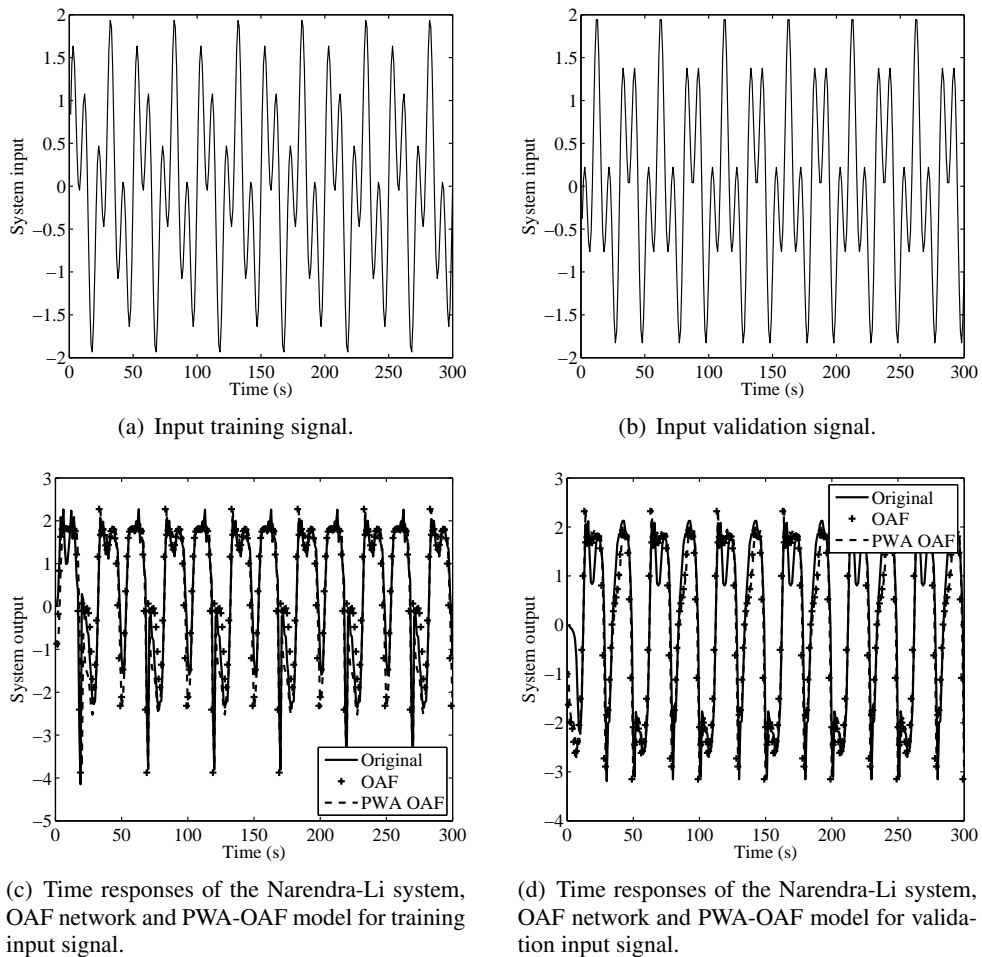 2
1.5
1
0.5
0
−0.5
−1
−1.5
−2
System input
0 50 100 150 200 250 300
Time (s)
(a) Input training signal.
2
1.5
1
0.5
0
−0.5
−1
−1.5
−2
System input
0 50 100 150 200 250 300
Time (s)
(b) Input validation signal.
3
2
1
0
−1
−2
−3
−4
−5
System output
Original
OAF
PWA OAF
0 50 100 150 200 250 300
Time (s)
(c) Time responses of the Narendra-Li system,
OAF network and PWA-OAF model for training
input signal.
3
2
1
0
−1
−2
−3
−4
System output
Original
OAF
PWA OAF
0 50 100 150 200 250 300
Time (s)
(d) Time responses of the Narendra-Li system,
OAF network and PWA-OAF model for valida-
tion input signal.